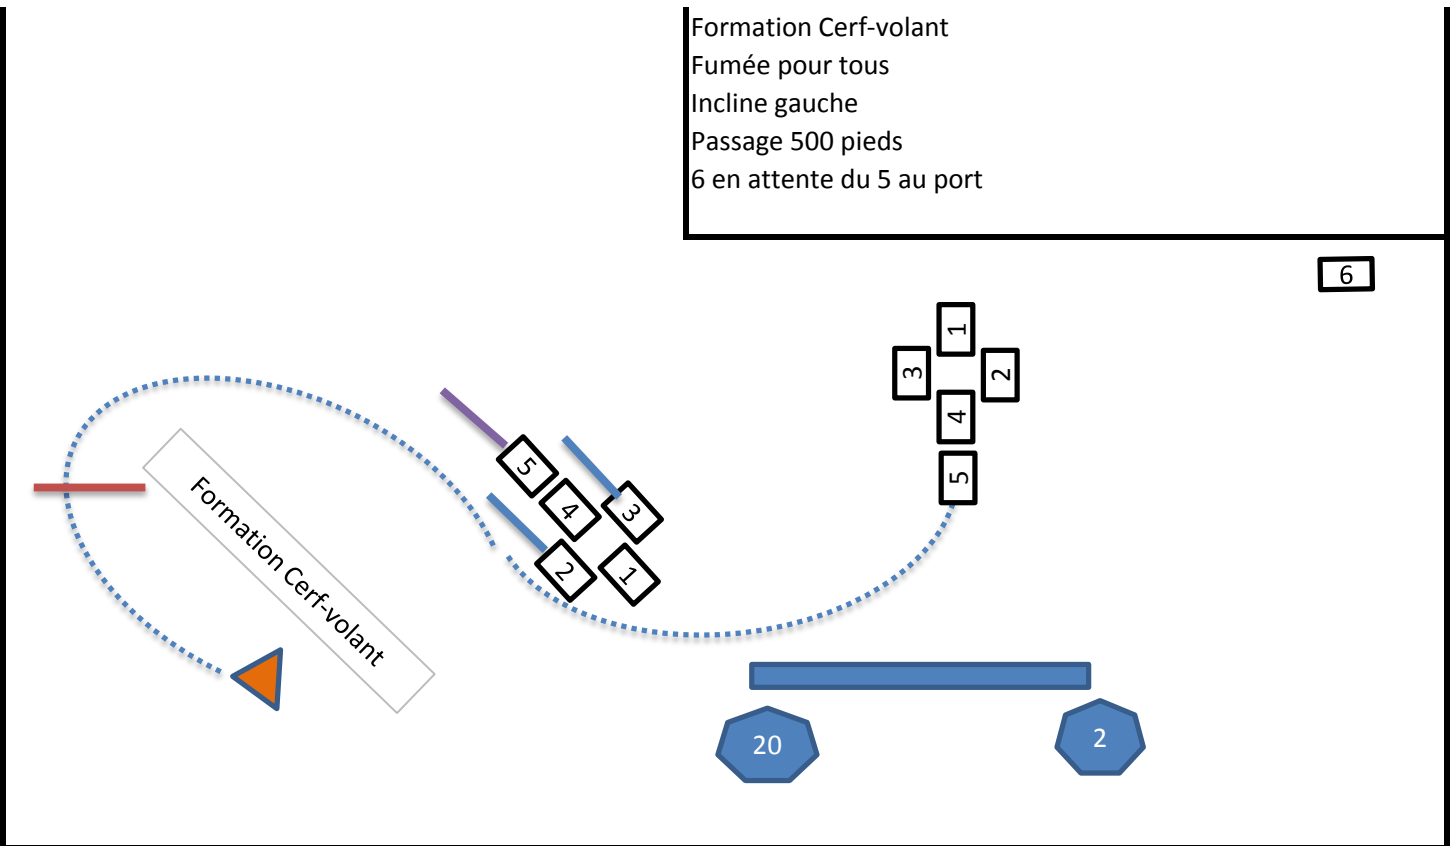 Formation Cerf-volant
Fumée pour tous
Incline gauche
Passage 500 pieds
6 en attente du 5 au port
6
1
3
2
4
5
5
4
3
2
1
Formation Cerf-volant
20
2